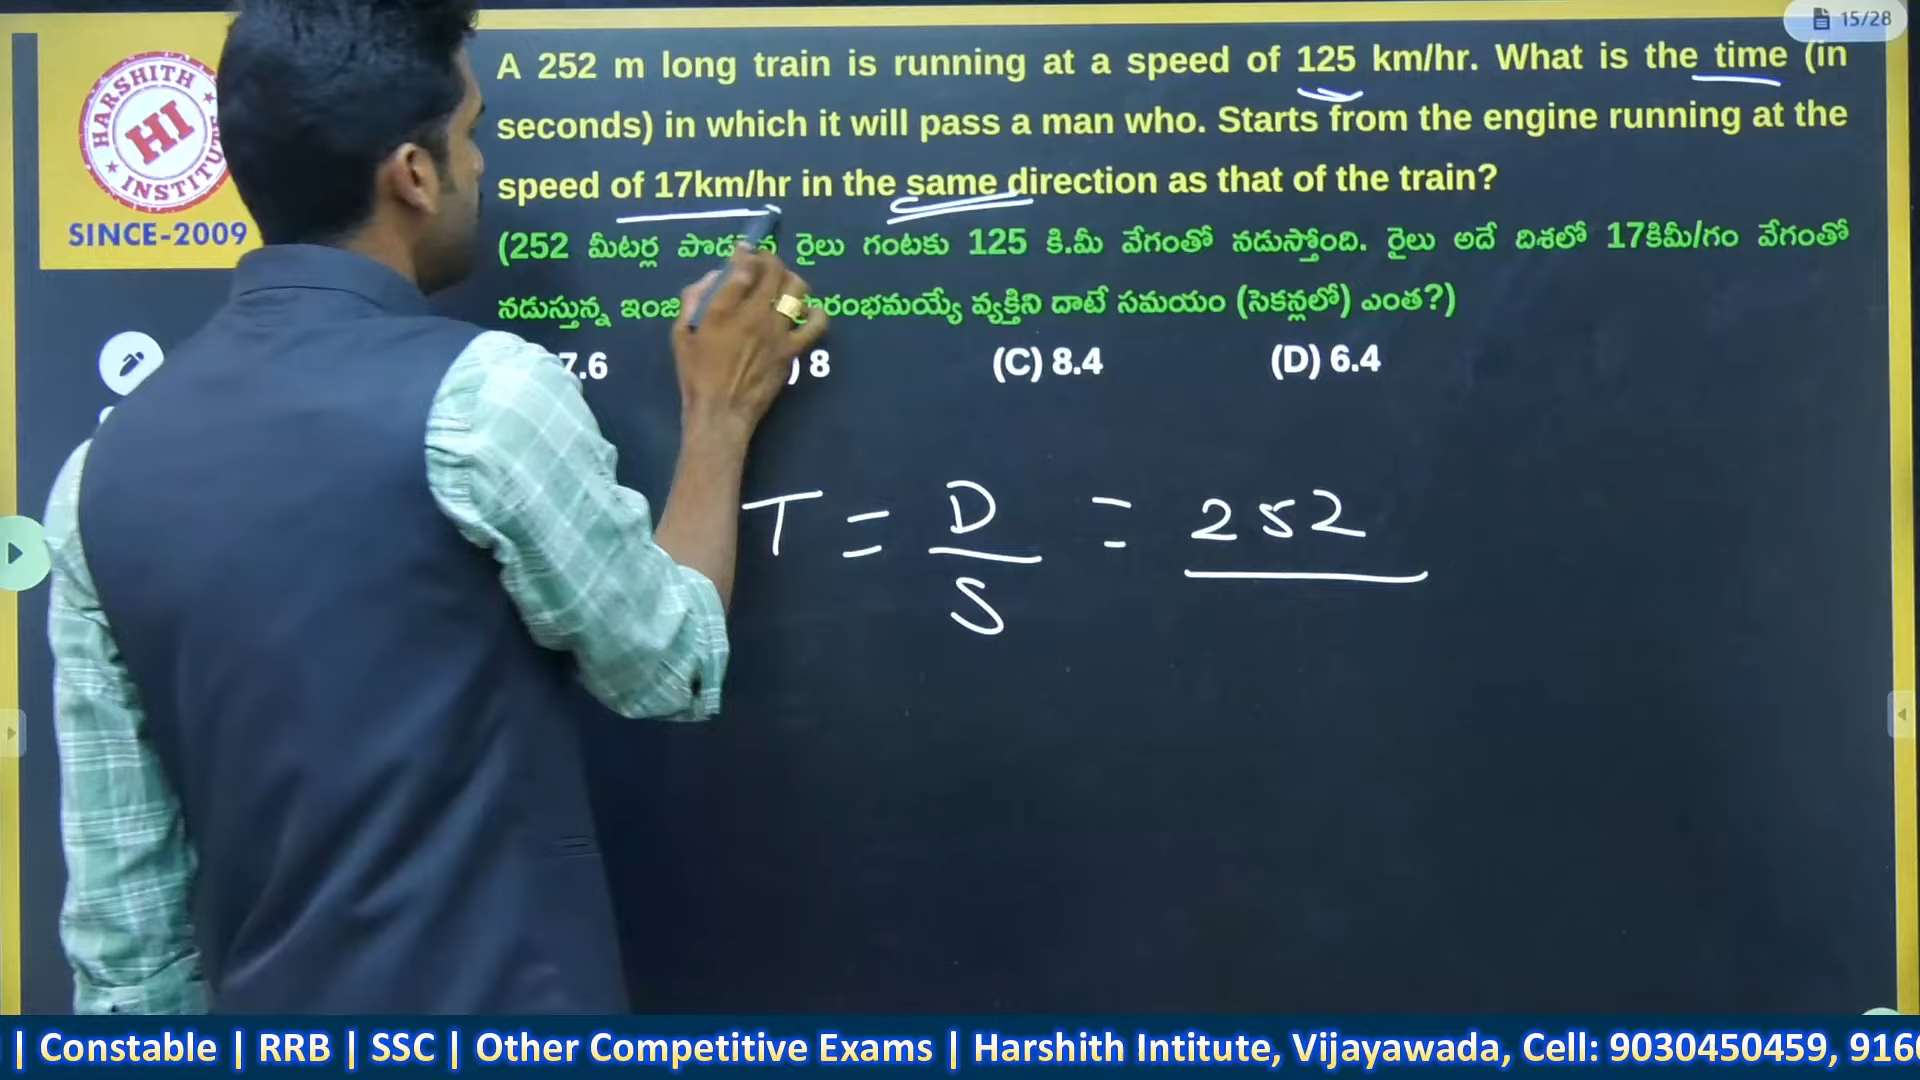 15/28
HARSHITH
HI
INSTITUTE
SINCE-2009
A 252 m long train is running at a speed of 125 km/hr. What is the time (in
seconds) in which it will pass a man who. Starts from the engine running at the
speed of 17km/hr in the same direction as that of the train?
(252 మీటర్ల రైలు గంటకు 125 కి.మీ వేగంతో నడుస్తోంది. రైలు అదే దిశలో 17కిమీ/గం వేగంతో
నడుస్తున్న వ్యక్తిని దాటే సమయం (సెకన్లలో) ఎంత?)
7.6 ) 8 (C) 8.4 (D) 6.4
T = D = 252
S
| Constable | RRB | SSC | Other Competitive Exams | Harshith Intitute, Vijayawada, Cell: 9030450459, 916